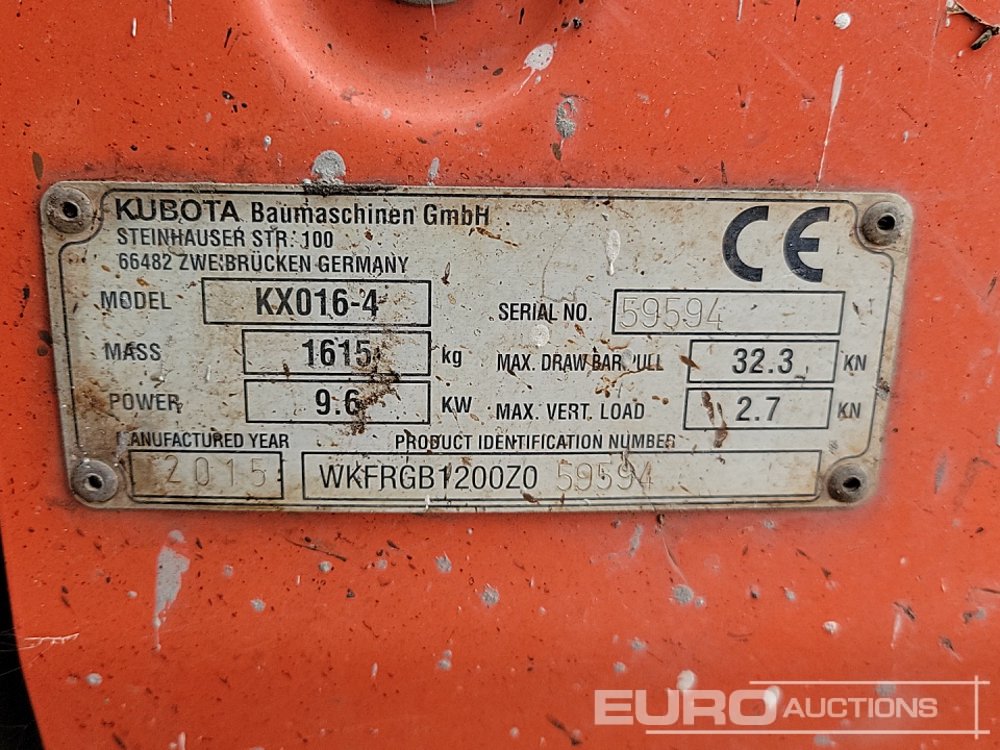 KUBOTA Baumaschinen GmbH
STEINHAUSER STR. 100
66482 ZWEIBRÜCKEN GERMANY
CE
MODEL KX016-4 SERIAL NO. 59594
MASS 1615 kg MAX. DRAW BAR PULL 32.3 KN
POWER 9.6 KW MAX. VERT. LOAD 2.7 KN
MANUFACTURED YEAR PRODUCT IDENTIFICATION NUMBER
2015 WKFRGB1200Z0 59594
EURO AUCTIONS